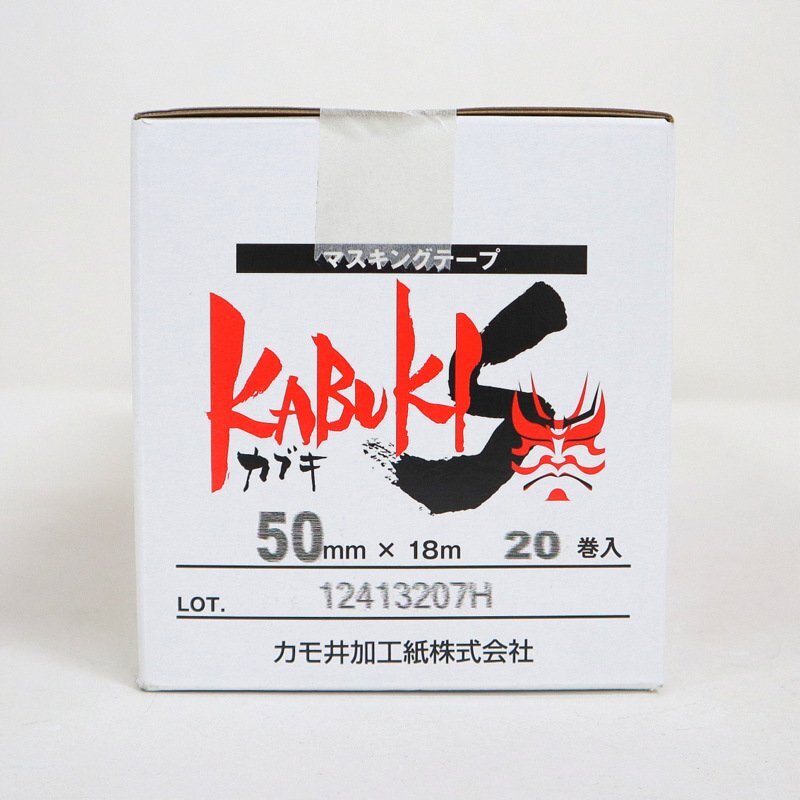 マスキングテープ
KABUKI S
カブキ
50mm × 18m 20 巻入
LOT. 12413207H
カモ井加工紙株式会社